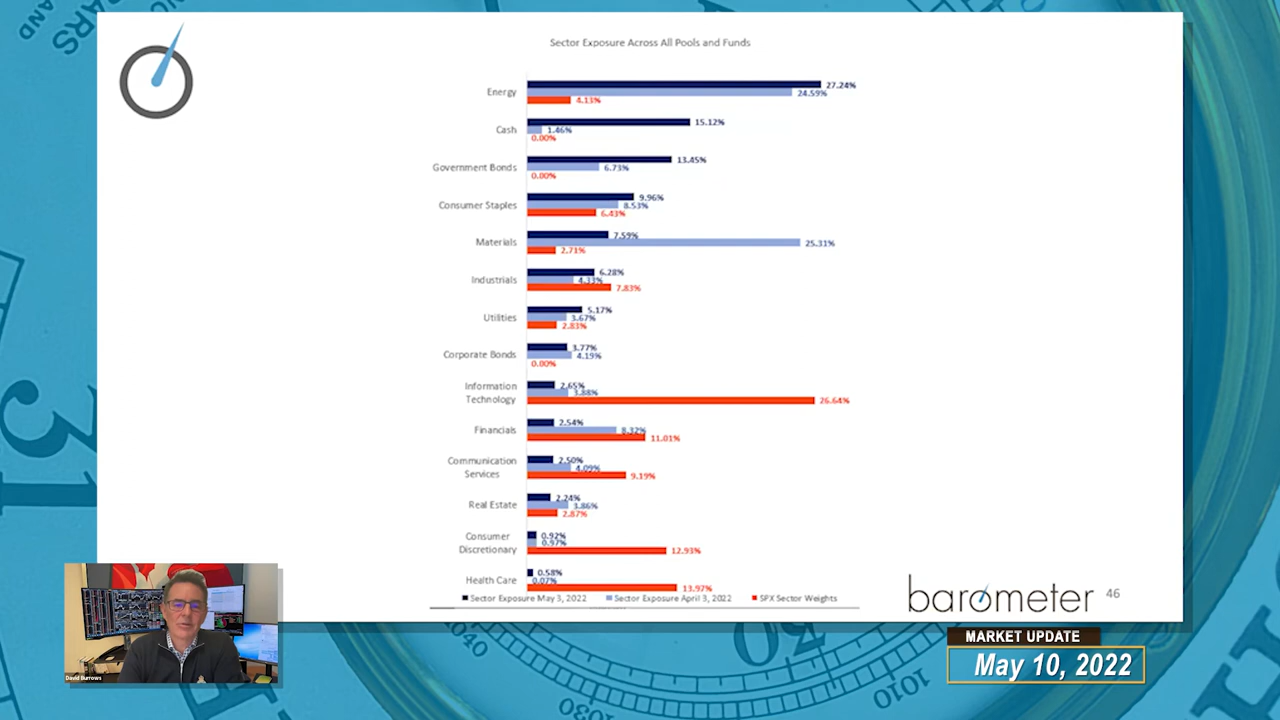 Sector Exposure Across All Pools and Funds
Energy
27.24%
24.59%
4.13%
Cash
15.12%
1.46%
0.00%
Government Bonds
13.45%
6.73%
0.00%
Consumer Staples
9.96%
8.53%
6.43%
Materials
7.59%
25.31%
2.71%
Industrials
6.28%
4.33%
7.83%
Utilities
5.17%
3.67%
2.83%
Corporate Bonds
3.77%
4.19%
0.00%
Information
Technology
2.65%
3.88%
26.64%
Financials
2.54%
8.32%
11.01%
Communication
Services
2.50%
4.09%
9.19%
Real Estate
2.24%
3.86%
2.87%
Consumer
Discretionary
0.92%
0.97%
12.93%
Health Care
0.58%
0.07%
13.97%
Sector Exposure May 3, 2022
Sector Exposure April 3, 2022
SPX Sector Weights
barometer
46
David Burrows
MARKET UPDATE
May 10, 2022
1040
1030
30
1010
AND